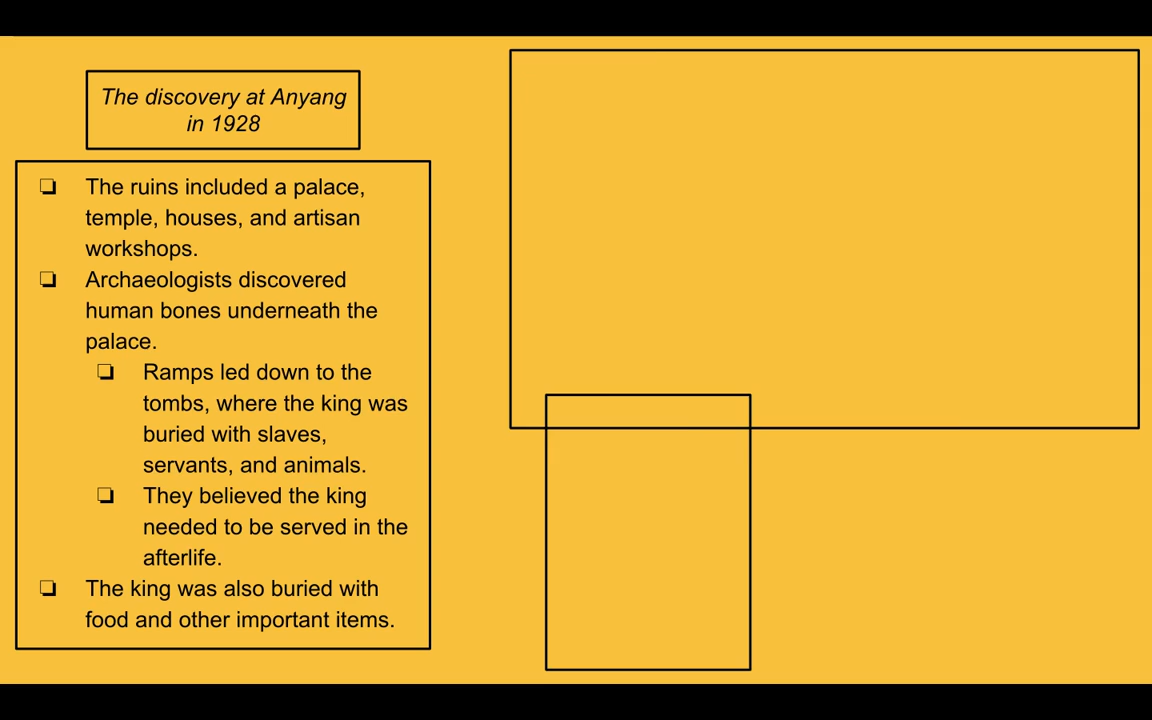 The discovery at Anyang
in 1928
❏ The ruins included a palace,
temple, houses, and artisan
workshops.
❏ Archaeologists discovered
human bones underneath the
palace.
❏ Ramps led down to the
tombs, where the king was
buried with slaves,
servants, and animals.
❏ They believed the king
needed to be served in the
afterlife.
❏ The king was also buried with
food and other important items.